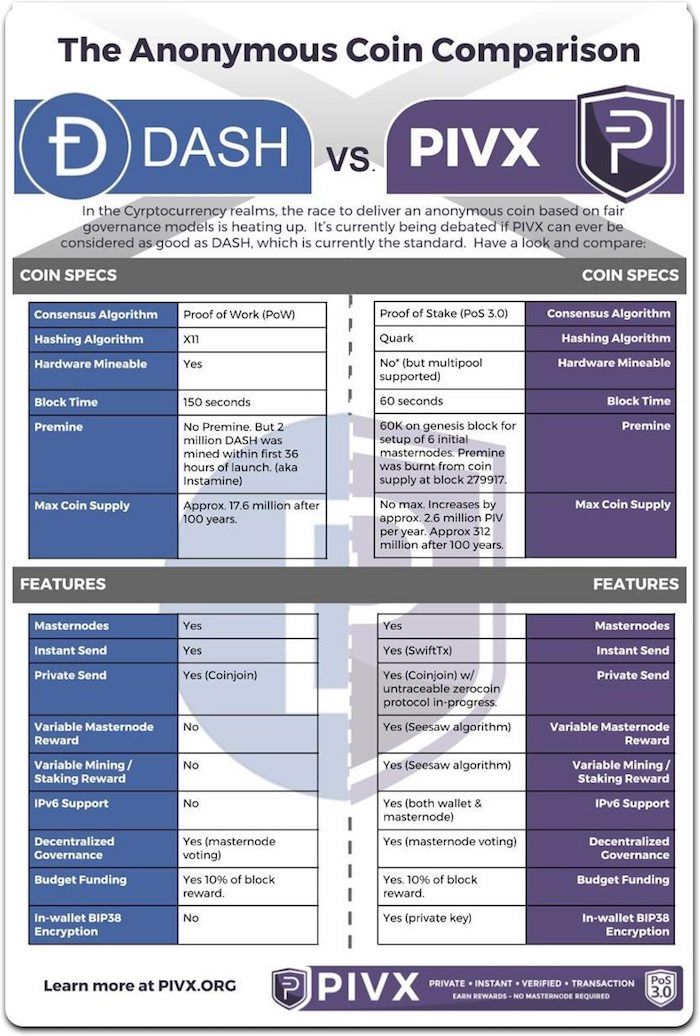 The Anonymous Coin Comparison
DASH vs. PIVX
In the Cyrptocurrency realms, the race to deliver an anonymous coin based on fair
governance models is heating up. It's currently being debated if PIVX can ever be
considered as good as DASH, which is currently the standard. Have a look and compare:
COIN SPECS COIN SPECS
Consensus Algorithm Proof of Work (PoW) Proof of Stake (PoS 3.0) Consensus Algorithm
Hashing Algorithm X11 Quark Hashing Algorithm
Hardware Mineable Yes No* (but multipool Hardware Mineable
supported)
Block Time 150 seconds 60 seconds Block Time
Premine No Premine. But 2 60K on genesis block for Premine
million DASH was setup of 6 initial
mined within first 36 masternodes. Premine
hours of launch. (aka was burnt from coin
Instamine) supply at block 279917.
Max Coin Supply Approx. 17.6 million after No max. Increases by Max Coin Supply
100 years. approx. 2.6 million PIV
per year. Approx 312
million after 100 years.
FEATURES FEATURES
Masternodes Yes Yes Masternodes
Instant Send Yes Yes (SwiftTx) Instant Send
Private Send Yes (Coinjoin) Yes (Coinjoin) w/ Private Send
untraceable zerocoin
protocol in-progress.
Variable Masternode No Yes (Seesaw algorithm) Variable Masternode
Reward Reward
Variable Mining / No Yes (Seesaw algorithm) Variable Mining /
Staking Reward Staking Reward
IPv6 Support No Yes (both wallet & IPv6 Support
masternode)
Decentralized Yes (masternode Yes (masternode voting) Decentralized
Governance voting) Governance
Budget Funding Yes 10% of block Yes. 10% of block Budget Funding
reward. reward.
In-wallet BIP38 No Yes (private key) In-wallet BIP38
Encryption Encryption
Learn more at PIVX.ORG
PIVX PRIVATE • INSTANT • VERIFIED • TRANSACTION
EARN REWARDS - NO MASTERNODE REQUIRED
PoS
3.0